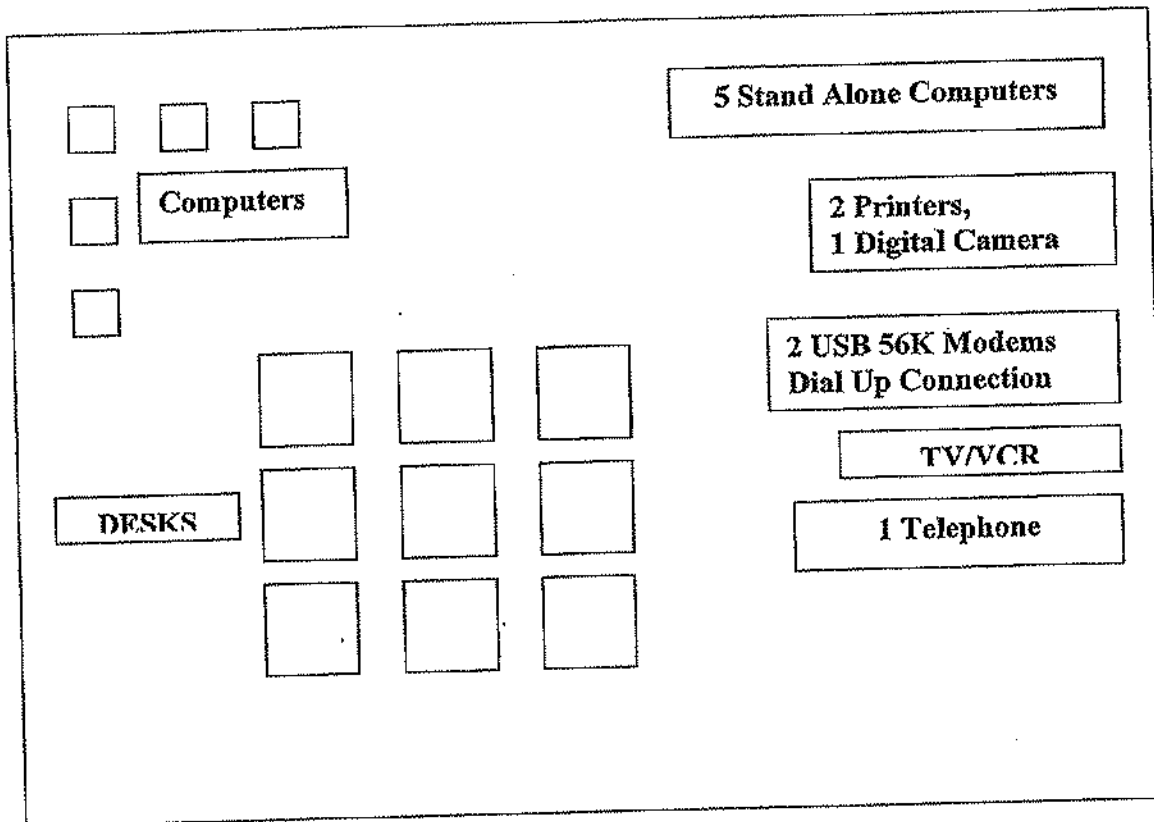 5 Stand Alone Computers
Computers
2 Printers,
1 Digital Camera
2 USB 56K Modems
Dial Up Connection
TV/VCR
DESKS
1 Telephone